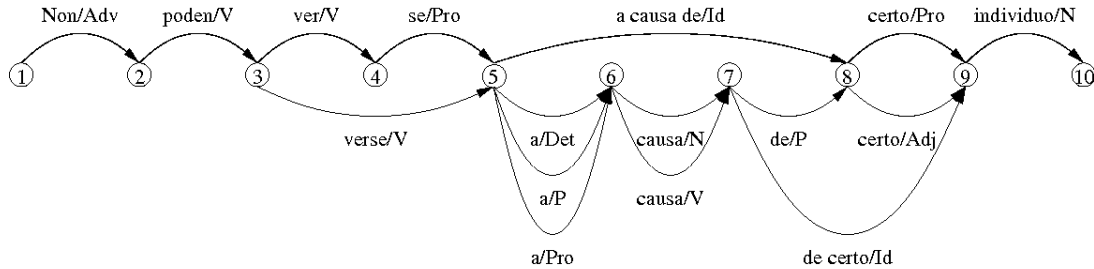 Non/Adv poden/V ver/V se/Pro a causa de/Id certo/Pro individuo/N
1 2 3 4 5 6 7 8 9 10
verse/V a/Det causa/N de/P certo/Adj
a/P causa/V
a/Pro de certo/Id